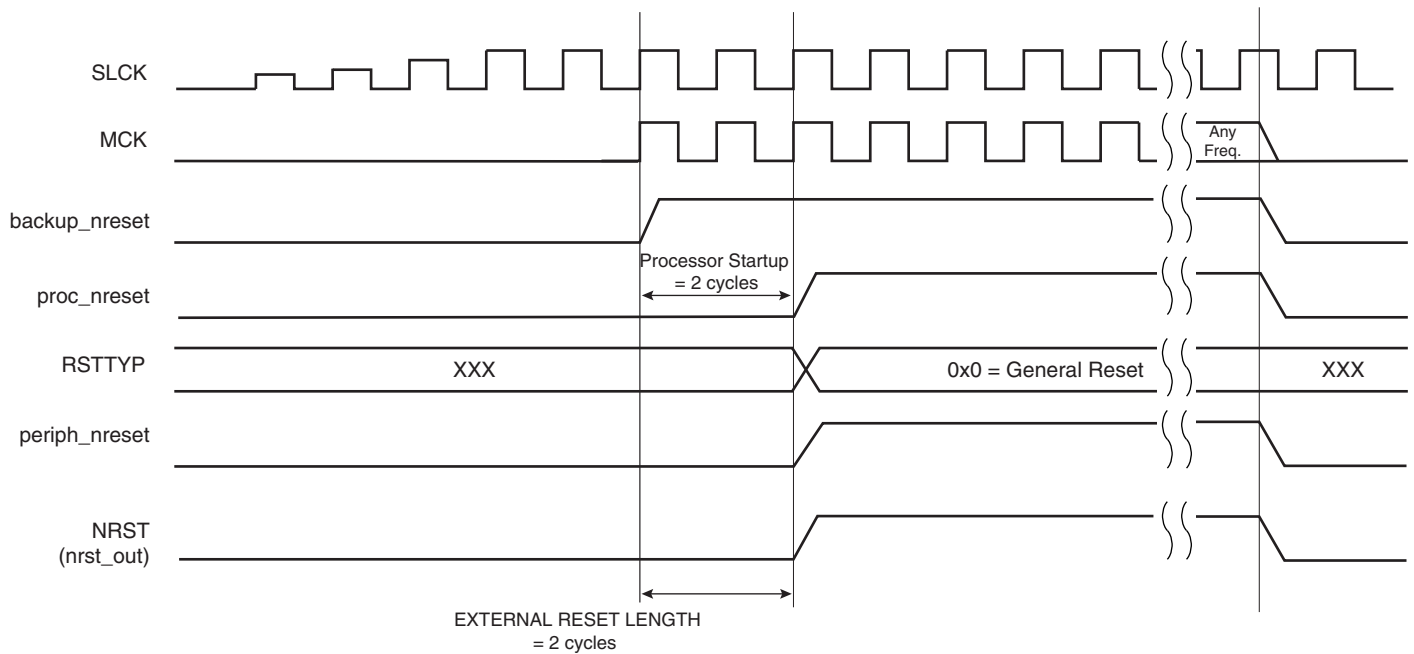 SLCK
MCK
Any
Freq.
backup_nreset
Processor Startup
= 2 cycles
proc_nreset
RSTTYP
XXX
0x0 = General Reset
XXX
periph_nreset
NRST
(nrst_out)
EXTERNAL RESET LENGTH
= 2 cycles